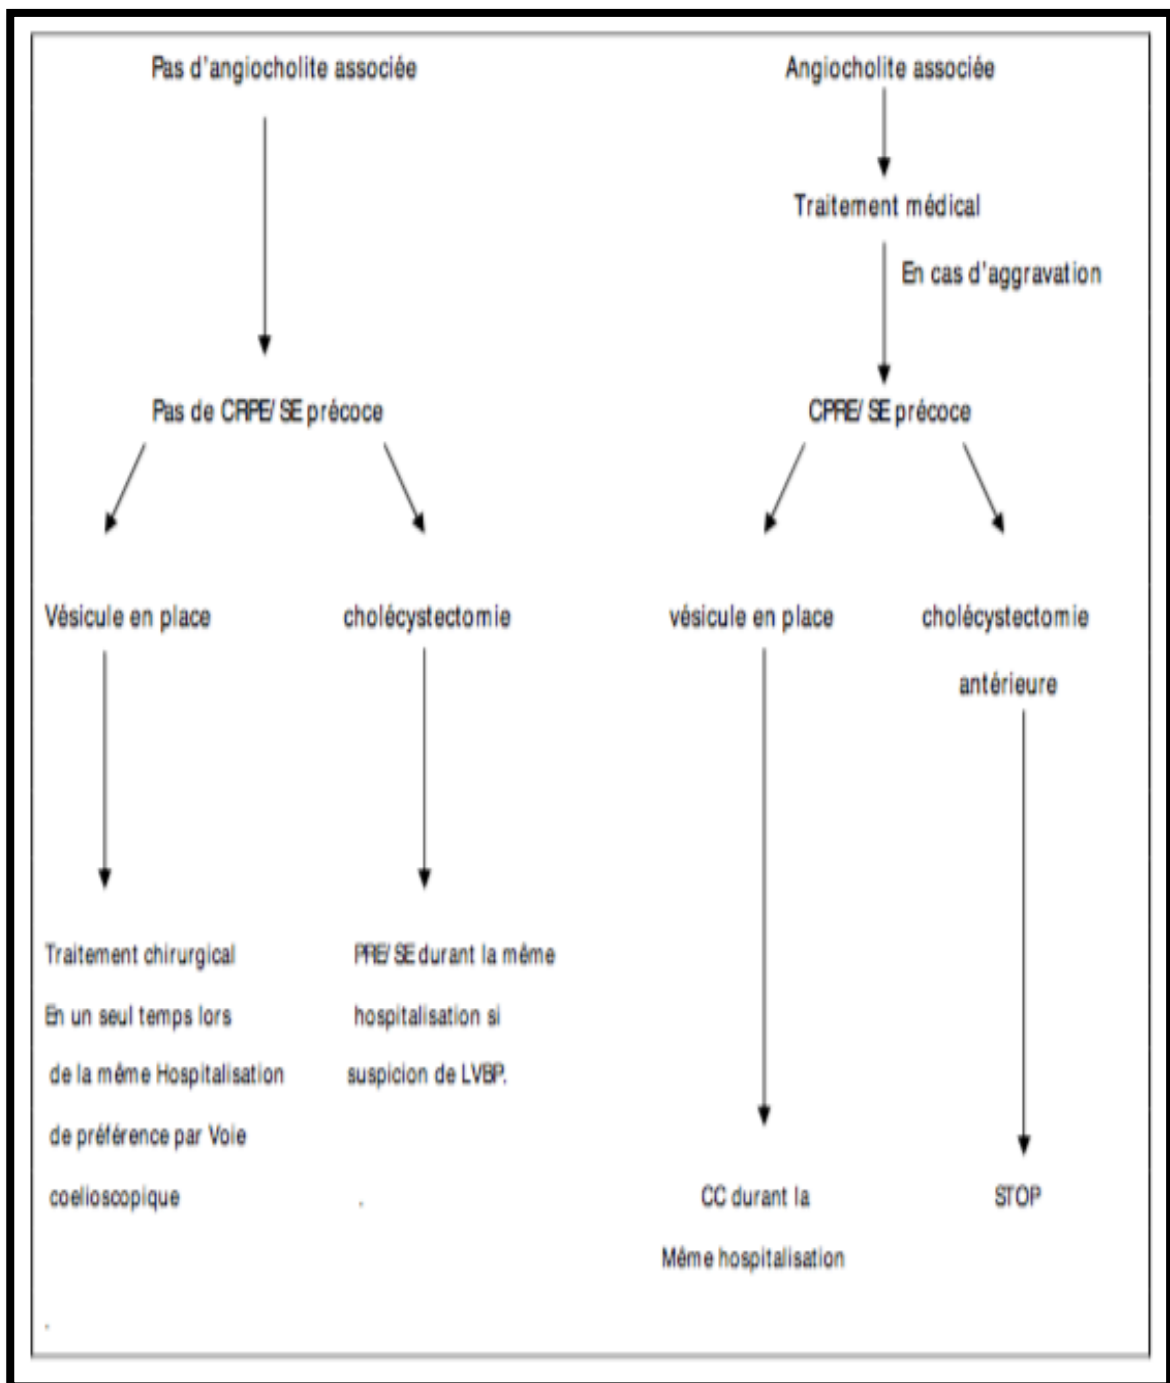 Pas d'angiocholite associée
Angiocholite associée
Traitement médical
En cas d'aggravation
Pas de CRPE/ SE précoce
CPRE/ SE précoce
Vésicule en place
cholécystectomie
vésicule en place
cholécystectomie
antérieure
Traitement chirurgical
En un seul temps lors
de la même Hospitalisation
de préférence par Voie
coelioscopique
PRE/ SE durant la même
hospitalisation si
suspicion de LVBP.
.
CC durant la
Même hospitalisation
STOP
.